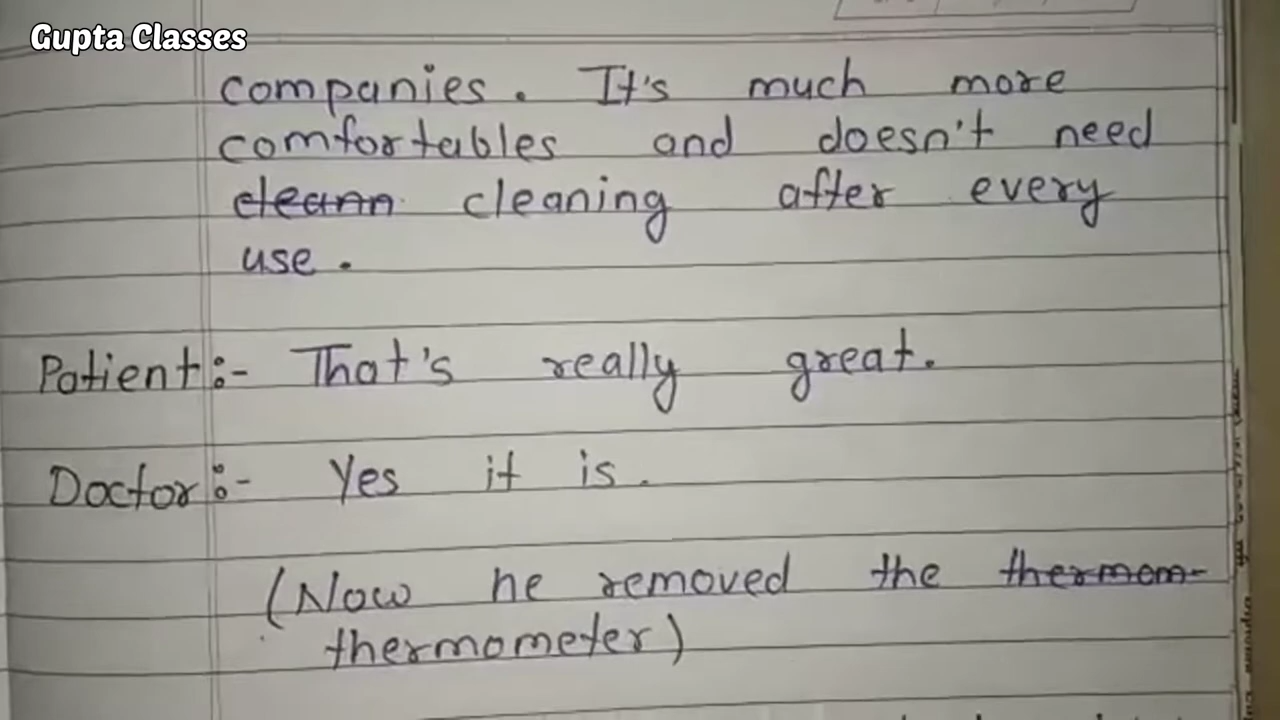 Gupta Classes
companies. It's much more
comfortables and doesn't need
cleann cleaning after every
use.
Patient:- That's really great.
Doctor:- Yes it is.
(Now he removed the thermom-
thermometer)